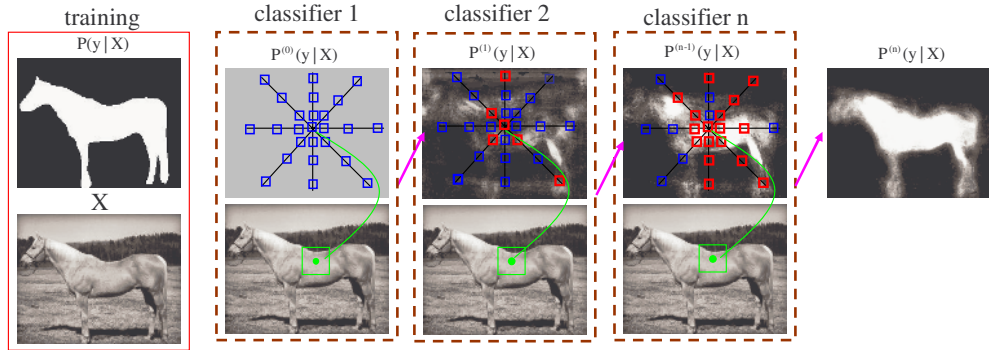 training
classifier 1
classifier 2
classifier n
P(y | X)
P⁽⁰⁾(y | X)
P⁽¹⁾(y | X)
P⁽ⁿ⁻¹⁾(y | X)
P⁽ⁿ⁾(y | X)
X